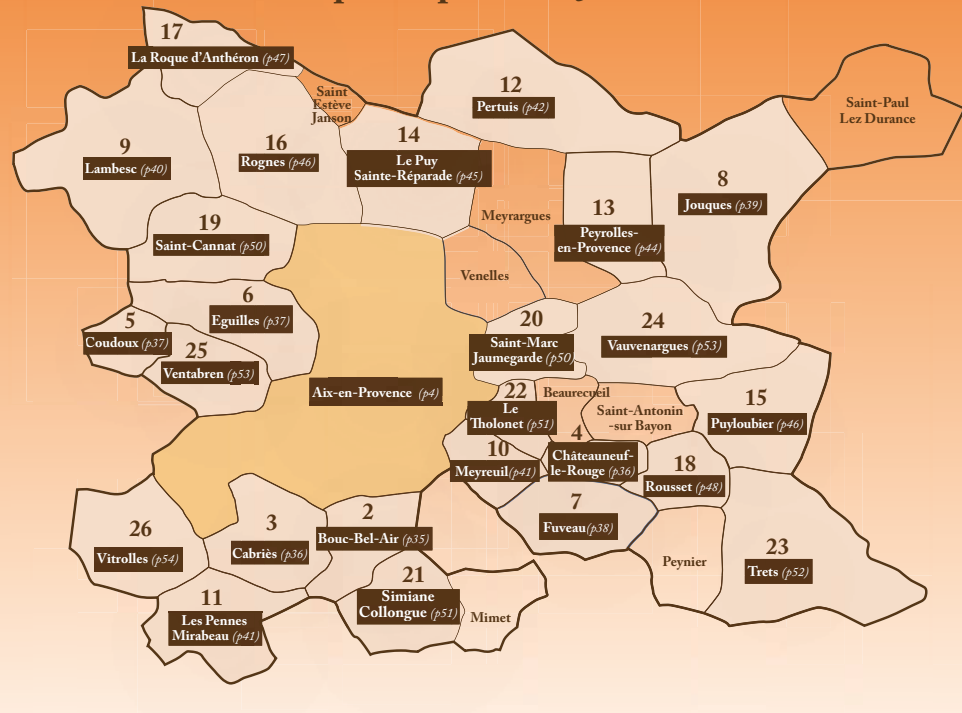 17
La Roque d'Anthéron (p47)
Saint
Estève
Janson
12
Pertuis (p42)
Saint-Paul
Lez Durance
9
Lambesc (p40)
16
Rognes (p46)
14
Le Puy
Sainte-Réparade (p45)
8
Jouques (p39)
19
Saint-Cannat (p50)
Meyrargues
13
Peyrolles-
en-Provence (p44)
Venelles
6
Eguilles (p37)
5
Coudoux (p37)
25
Ventabren (p53)
20
Saint-Marc
Jaumegarde (p50)
24
Vauvenargues (p53)
Aix-en-Provence (p4)
22
Le
Tholonet (p51)
Beaurecueil
Saint-Antonin
-sur Bayon
15
Puyloubier (p46)
10
Meyreuil (p41)
4
Châteauneuf-
le-Rouge (p36)
18
Rousset (p48)
7
Fuveau (p38)
26
Vitrolles (p54)
3
Cabriès (p36)
2
Bouc-Bel-Air (p35)
21
Simiane
Collongue (p51)
Mimet
Peynier
23
Trets (p52)
11
Les Pennes
Mirabeau (p41)